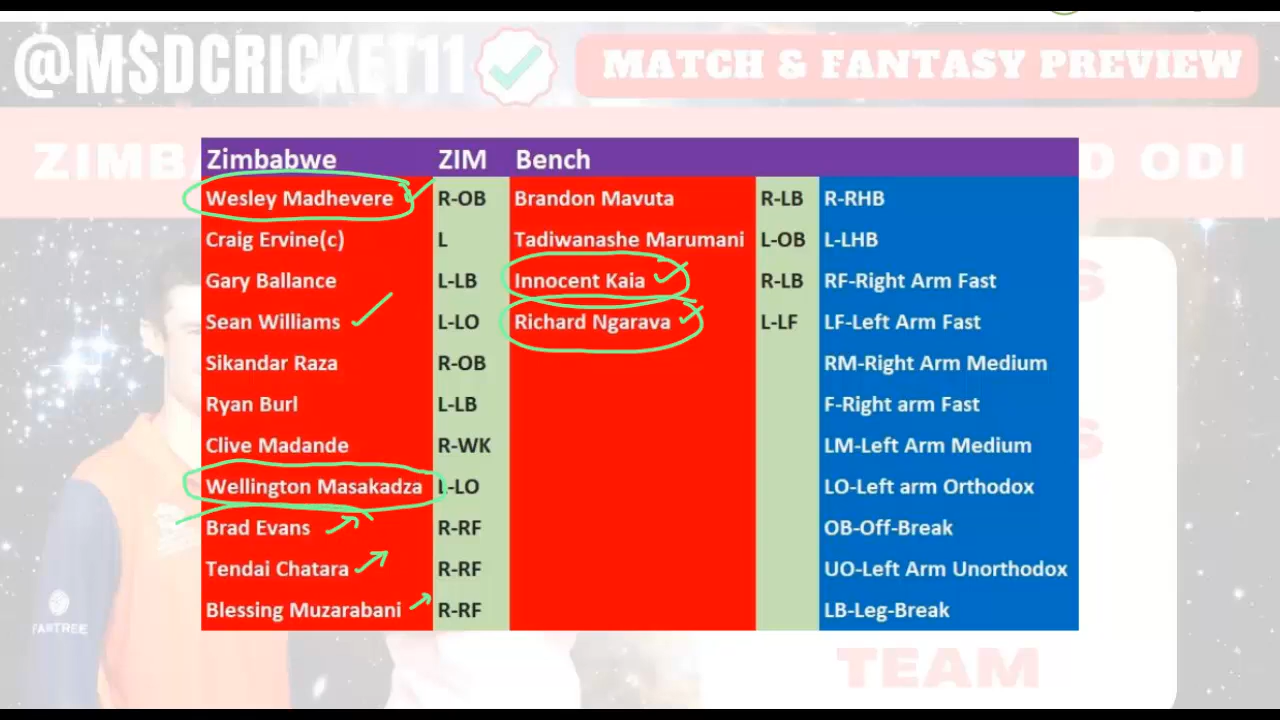 @MSDCRICKET11 MATCH & FANTASY PREVIEW
Zimbabwe ZIM Bench
ODI
Wesley Madhevere R-OB Brandon Mavuta R-LB R-RHB
Craig Ervine(c) L Tadiwanashe Marumani L-OB L-LHB
Gary Ballance L-LB Innocent Kaia R-LB RF-Right Arm Fast
Sean Williams L-LO Richard Ngarava L-LF LF-Left Arm Fast
Sikandar Raza R-OB RM-Right Arm Medium
Ryan Burl L-LB F-Right arm Fast
Clive Madande R-WK LM-Left Arm Medium
Wellington Masakadza L-LO LO-Left arm Orthodox
Brad Evans R-RF OB-Off-Break
Tendai Chatara R-RF UO-Left Arm Unorthodox
Blessing Muzarabani R-RF LB-Leg-Break
FAIRTREE
TEAM